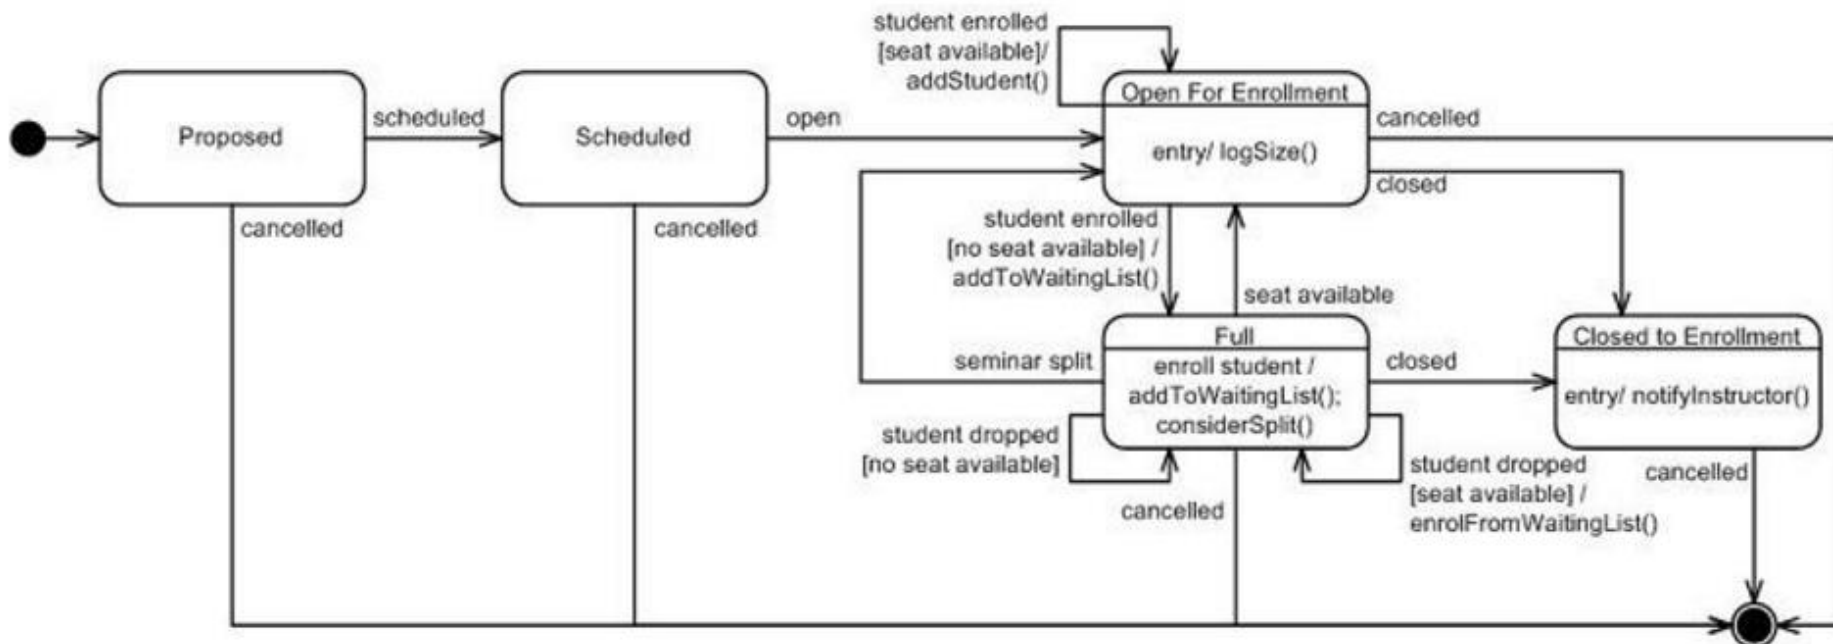 student enrolled
[seat available]/
addStudent()
Proposed
scheduled
Scheduled
open
Open For Enrollment
entry/ logSize()
cancelled
closed
cancelled
cancelled
student enrolled
[no seat available] /
addToWaitingList()
seat available
seminar split
Full
enroll student /
addToWaitingList();
considerSplit()
closed
Closed to Enrollment
entry/ notifyInstructor()
student dropped
[no seat available]
cancelled
student dropped
[seat available] /
enrolFromWaitingList()
cancelled